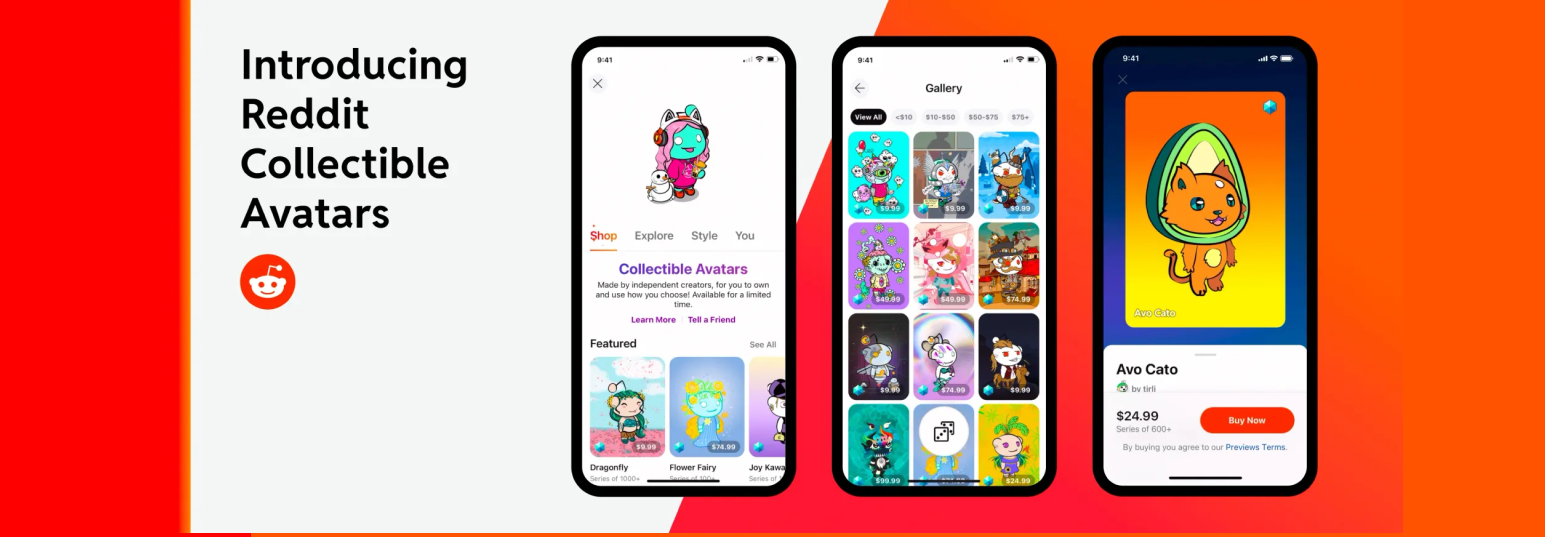 Introducing
Reddit
Collectible
Avatars
9:41
Shop Explore Style You
Collectible Avatars
Made by independent creators, for you to own
and use how you choose! Available for a limited
time.
Learn More | Tell a Friend
Featured See All
$9.99 $74.99
Dragonfly Flower Fairy Joy Kawa
Series of 1000+ Series of 100+ Series
9:41
Gallery
View All <$10 $10-$50 $50-$75 $75+
$9.99 $9.99 $9.99
$49.99 $49.99 $74.99
$9.99 $74.99 $9.99
$99.99 $24.99
9:41
Avo Cato
Avo Cato
by tirli
$24.99 Buy Now
Series of 600+
By buying you agree to our Previews Terms.